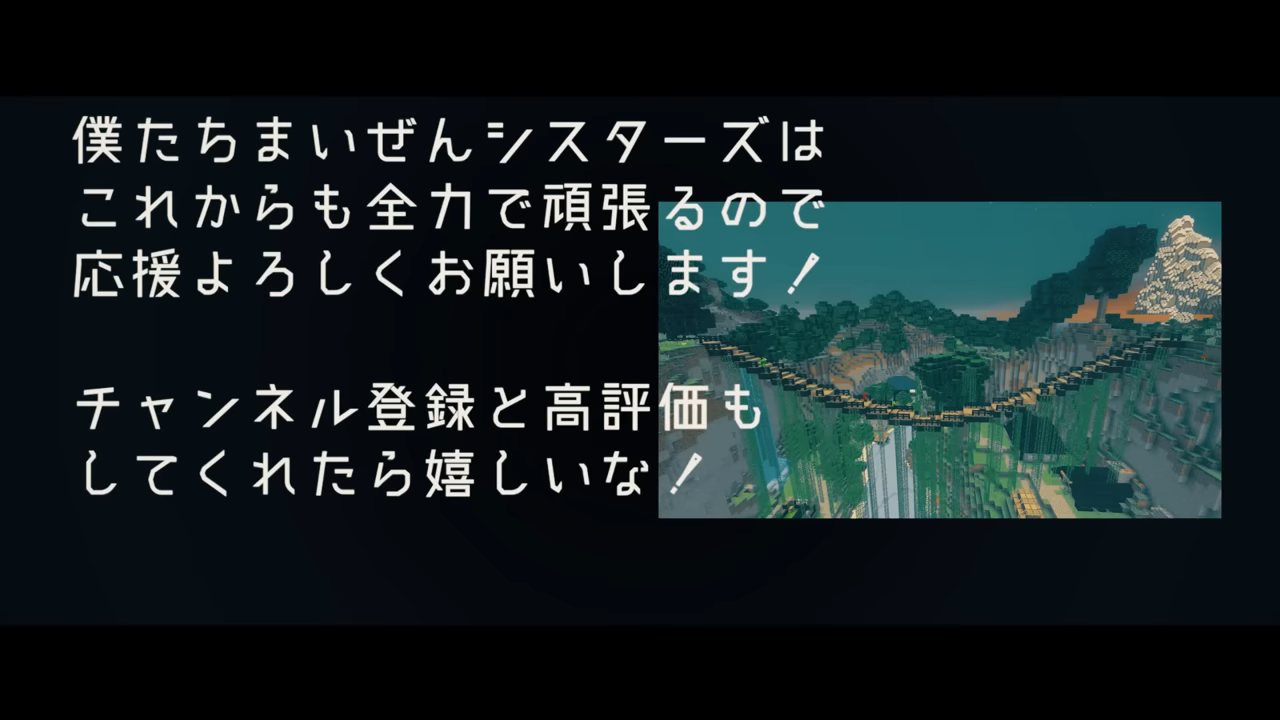 僕たちまいぜんシスターズは
これからも全力で頑張るので
応援よろしくお願いします！
チャンネル登録と高評価も
してくれたら嬉しいな！